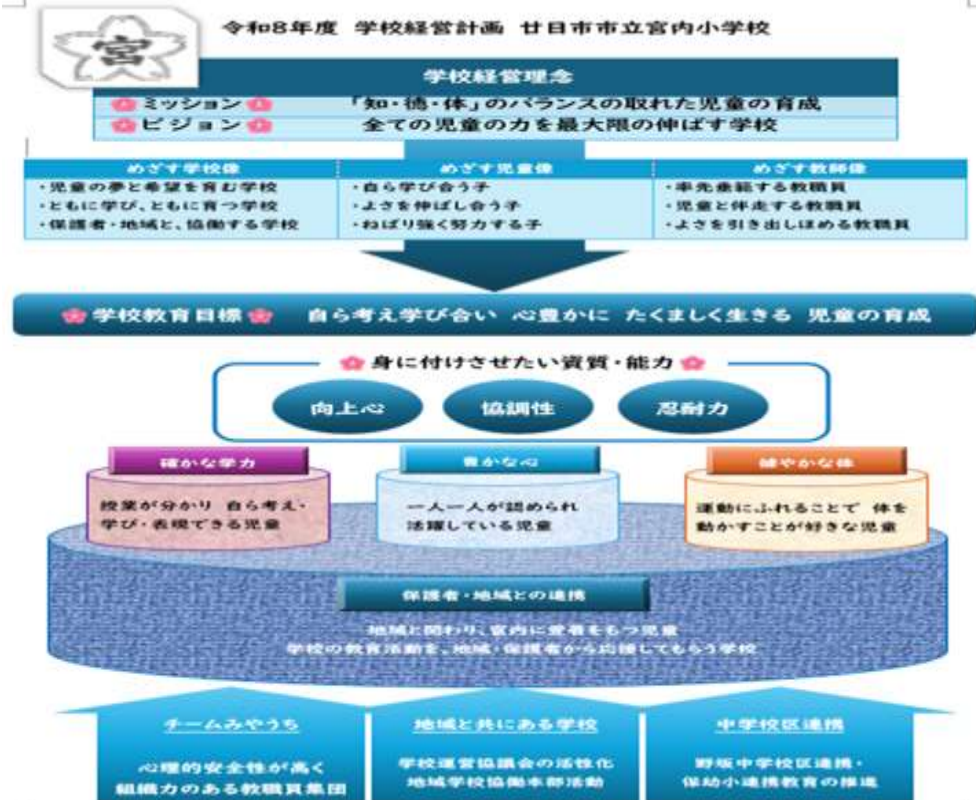 宮
令和8年度 学校経営計画 廿日市市立宮内小学校
学校経営理念
ミッション 「知・徳・体」のバランスの取れた児童の育成
ビジョン 全ての児童の力を最大限の伸ばす学校
めざす学校像
・児童の夢と希望を育む学校
・ともに学び、ともに育つ学校
・保護者・地域と、協働する学校
めざす児童像
・自ら学び合う子
・よさを伸ばし合う子
・ねばり強く努力する子
めざす教師像
・率先垂範する教職員
・児童と伴走する教職員
・よさを引き出しほめる教職員
学校教育目標 自ら考え学び合い 心豊かに たくましく生きる 児童の育成
身に付けさせたい資質・能力
向上心 協調性 忍耐力
確かな学力
授業が分かり 自ら考え・
学び・表現できる児童
豊かな心
一人一人が認められ
活躍している児童
健やかな体
運動にふれることで 体を
動かすことが好きな児童
保護者・地域との連携
地域と関わり、宮内に愛着をもつ児童
学校の教育活動を、地域・保護者から応援してもらう学校
チームみやうち
心理的安全性が高く
組織力のある教職員集団
地域と共にある学校
学校運営協議会の活性化
地域学校協働本部活動
中学校区連携
野坂中学校区連携・
保幼小連携教育の推進